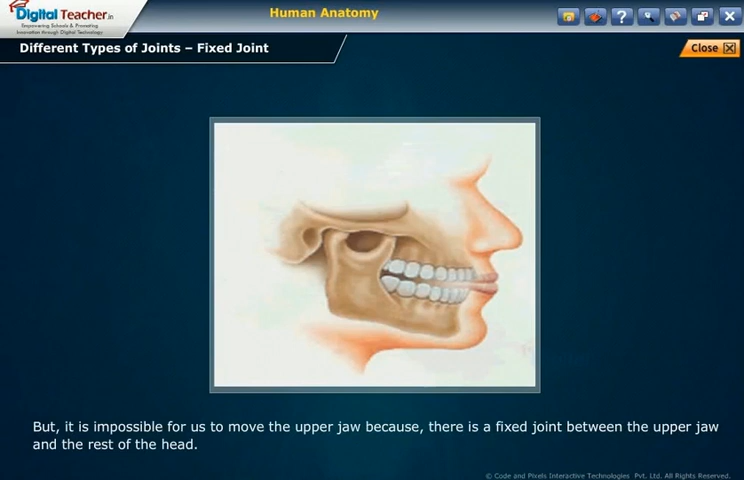 Digital Teacher.in
Empowering Schools & Promoting
Innovation through Digital Technology
Human Anatomy
?
Different Types of Joints – Fixed Joint
Close
But, it is impossible for us to move the upper jaw because, there is a fixed joint between the upper jaw
and the rest of the head.
© Code and Pixels Interactive Technologies Pvt. Ltd. All Rights Reserved.